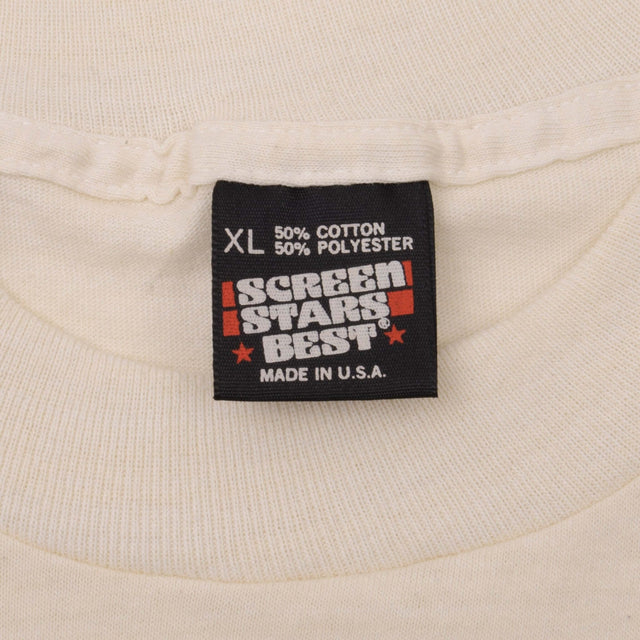 XL 50% COTTON
50% POLYESTER
SCREEN
STARS
BEST®
MADE IN U.S.A.